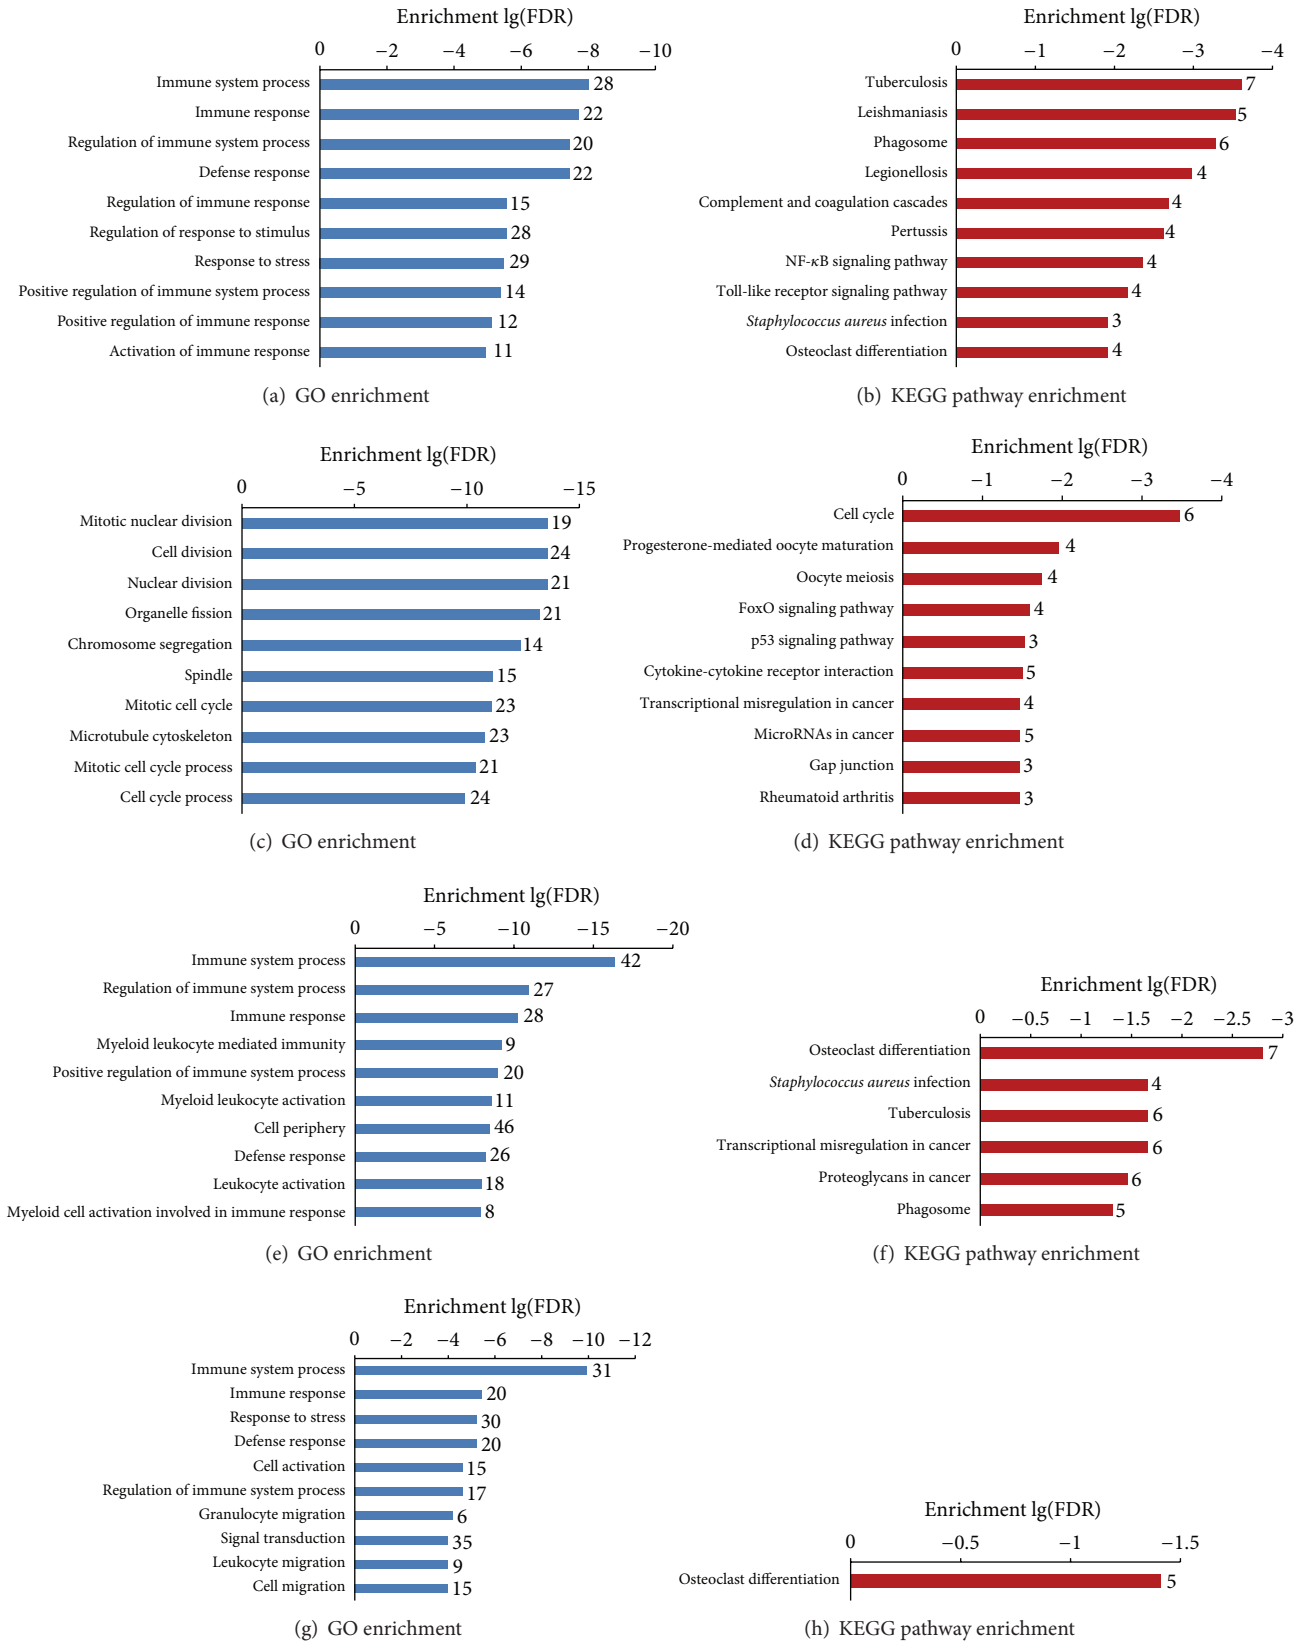 Enrichment lg(FDR)
0 −2 −4 −6 −8 −10
Immune system process 28
Immune response 22
Regulation of immune system process 20
Defense response 22
Regulation of immune response 15
Regulation of response to stimulus 28
Response to stress 29
Positive regulation of immune system process 14
Positive regulation of immune response 12
Activation of immune response 11
(a) GO enrichment
Enrichment lg(FDR)
0 −1 −2 −3 −4
Tuberculosis 7
Leishmaniasis 5
Phagosome 6
Legionellosis 4
Complement and coagulation cascades 4
Pertussis 4
NF-κB signaling pathway 4
Toll-like receptor signaling pathway 4
Staphylococcus aureus infection 3
Osteoclast differentiation 4
(b) KEGG pathway enrichment
Enrichment lg(FDR)
0 −5 −10 −15
Mitotic nuclear division 19
Cell division 24
Nuclear division 21
Organelle fission 21
Chromosome segregation 14
Spindle 15
Mitotic cell cycle 23
Microtubule cytoskeleton 23
Mitotic cell cycle process 21
Cell cycle process 24
(c) GO enrichment
Enrichment lg(FDR)
0 −1 −2 −3 −4
Cell cycle 6
Progesterone-mediated oocyte maturation 4
Oocyte meiosis 4
FoxO signaling pathway 4
p53 signaling pathway 3
Cytokine-cytokine receptor interaction 5
Transcriptional misregulation in cancer 4
MicroRNAs in cancer 5
Gap junction 3
Rheumatoid arthritis 3
(d) KEGG pathway enrichment
Enrichment lg(FDR)
0 −5 −10 −15 −20
Immune system process 42
Regulation of immune system process 27
Immune response 28
Myeloid leukocyte mediated immunity 9
Positive regulation of immune system process 20
Myeloid leukocyte activation 11
Cell periphery 46
Defense response 26
Leukocyte activation 18
Myeloid cell activation involved in immune response 8
(e) GO enrichment
Enrichment lg(FDR)
0 −0.5 −1 −1.5 −2 −2.5 −3
Osteoclast differentiation 7
Staphylococcus aureus infection 4
Tuberculosis 6
Transcriptional misregulation in cancer 6
Proteoglycans in cancer 6
Phagosome 5
(f) KEGG pathway enrichment
Enrichment lg(FDR)
0 −2 −4 −6 −8 −10 −12
Immune system process 31
Immune response 20
Response to stress 30
Defense response 20
Cell activation 15
Regulation of immune system process 17
Granulocyte migration 6
Signal transduction 35
Leukocyte migration 9
Cell migration 15
(g) GO enrichment
Enrichment lg(FDR)
0 −0.5 −1 −1.5
Osteoclast differentiation 5
(h) KEGG pathway enrichment